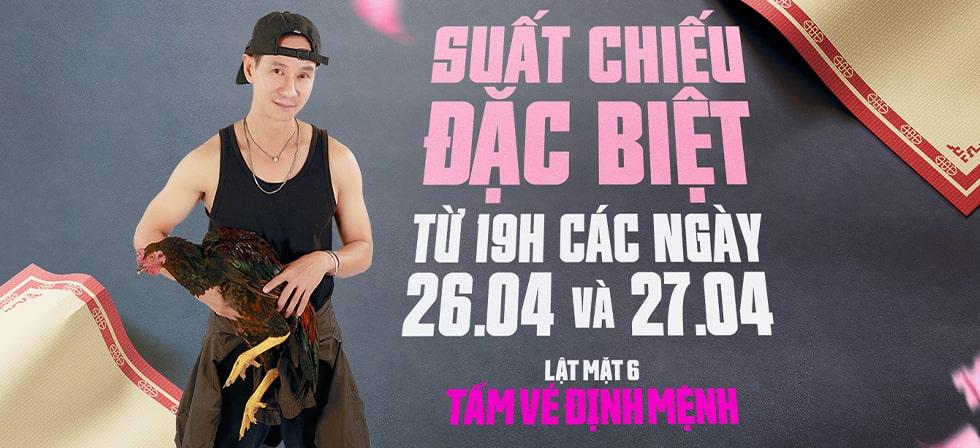 SUẤT CHIẾU
ĐẶC BIỆT
TỪ 19H CÁC NGÀY
26.04 VÀ 27.04
LẬT MẶT 6
TẤM VÉ ĐỊNH MỆNH